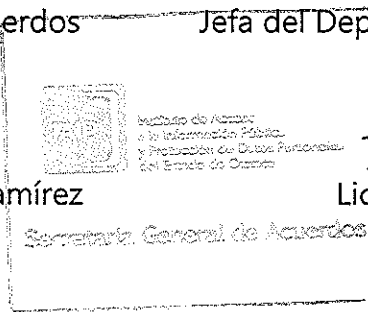 erdos Jefa del Dep
Instituto de Acceso
a la Información Pública
y Protección de Datos Personales
del Estado de Oaxaca
amírez Lic
Secretaría General de Acuerdos